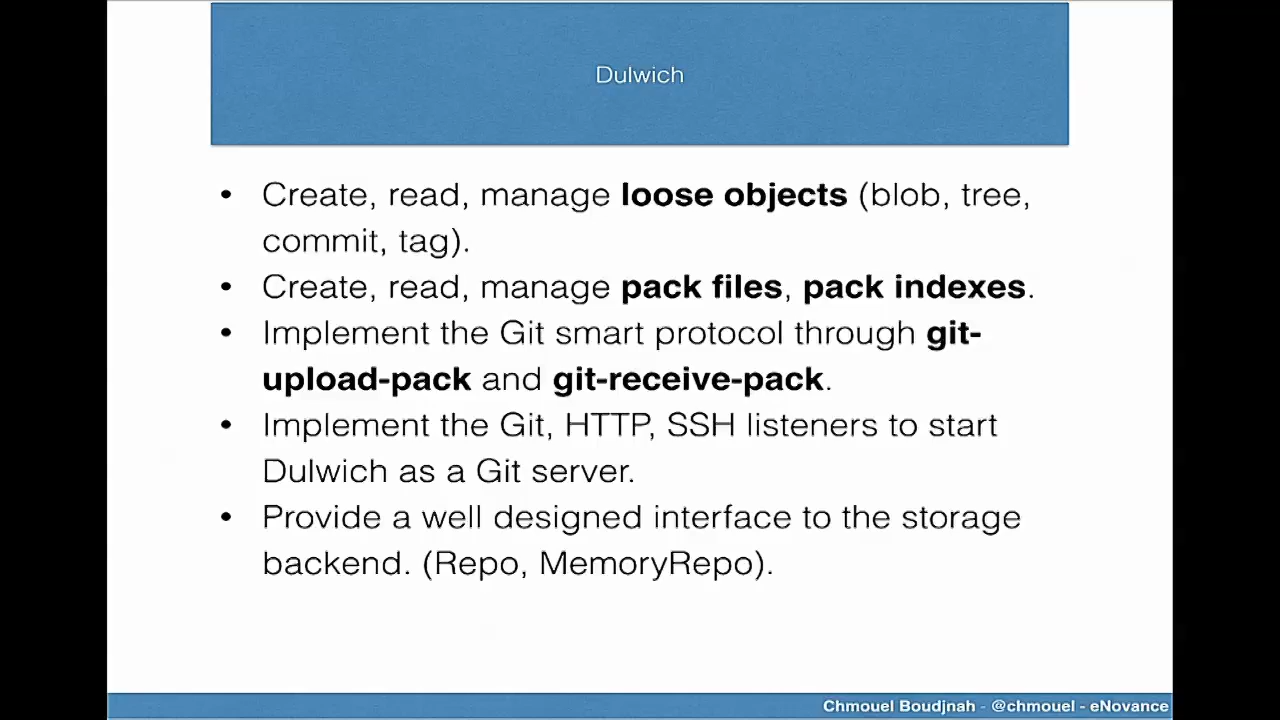 Dulwich
• Create, read, manage loose objects (blob, tree,
commit, tag).
• Create, read, manage pack files, pack indexes.
• Implement the Git smart protocol through git-
upload-pack and git-receive-pack.
• Implement the Git, HTTP, SSH listeners to start
Dulwich as a Git server.
• Provide a well designed interface to the storage
backend. (Repo, MemoryRepo).
Chmouel Boudjnah - @chmouel - eNovance